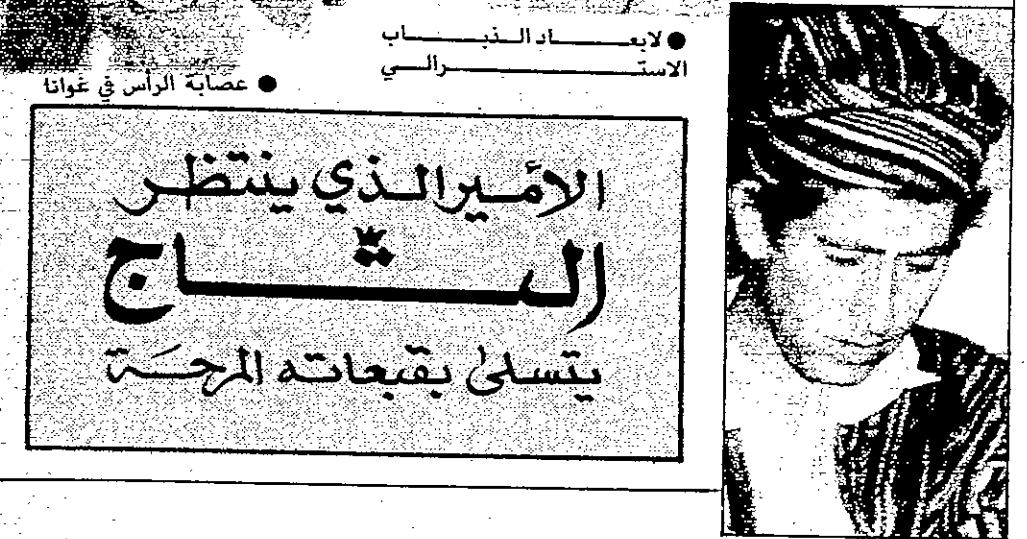 ● لابعاد الذباب
الاسترالي
● عصابة الرأس في غوانا
الأمير الذي ينتظر
التاج
يتسلى بقبعاته المرحة